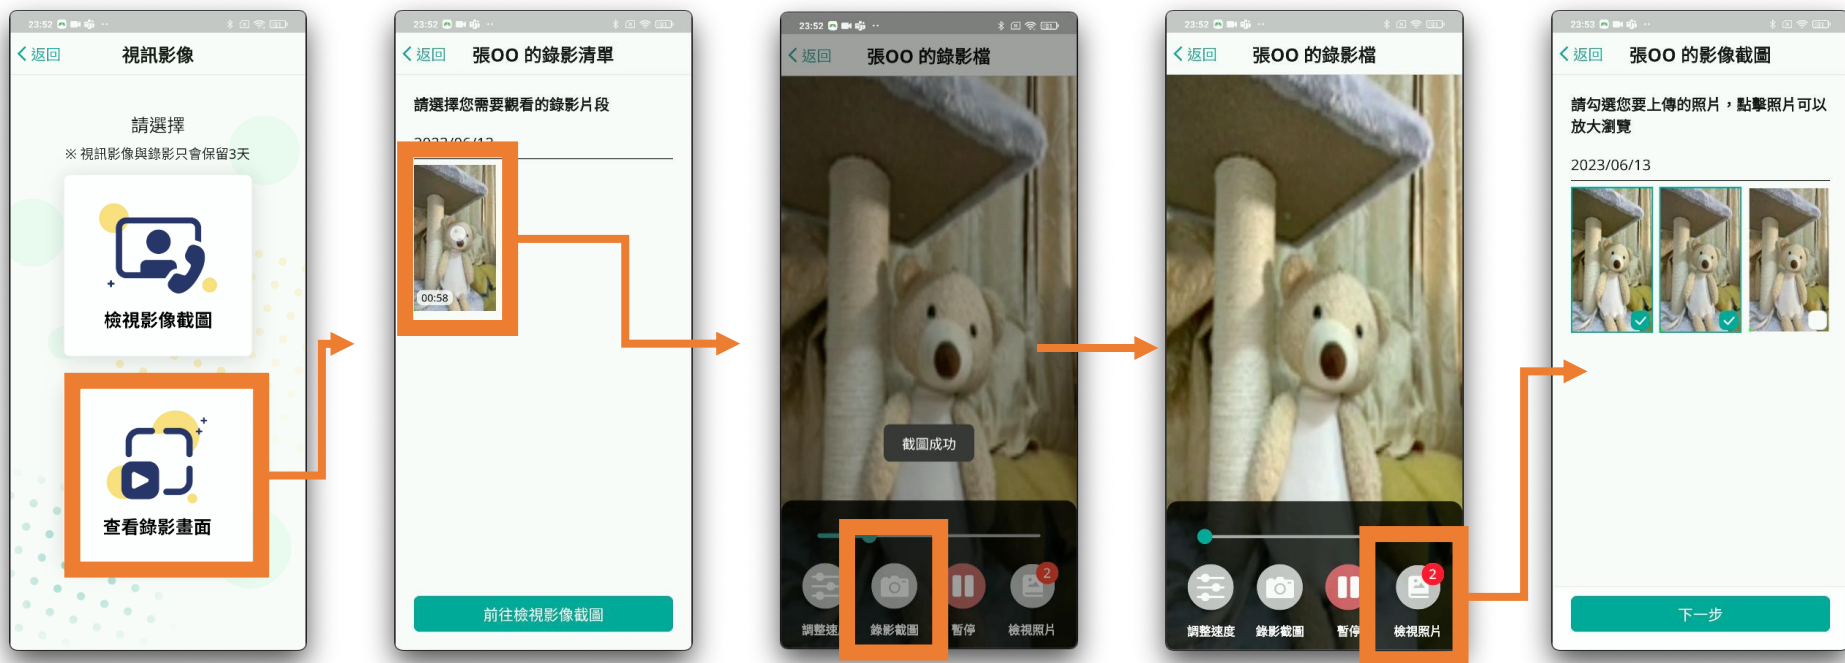 23:52
返回
視訊影像
請選擇
※ 視訊影像與錄影只會保留3天
檢視影像截圖
查看錄影畫面
23:52
返回
張OO 的錄影清單
請選擇您需要觀看的錄影片段
2023/06/13
00:58
前往檢視影像截圖
23:52
返回
張OO 的錄影檔
截圖成功
調整速
錄影截圖
暫停
檢視照片
2
23:52
返回
張OO 的錄影檔
調整速度
錄影截圖
暫停
檢視照片
2
23:53
返回
張OO 的影像截圖
請勾選您要上傳的照片，點擊照片可以
放大瀏覽
2023/06/13
下一步